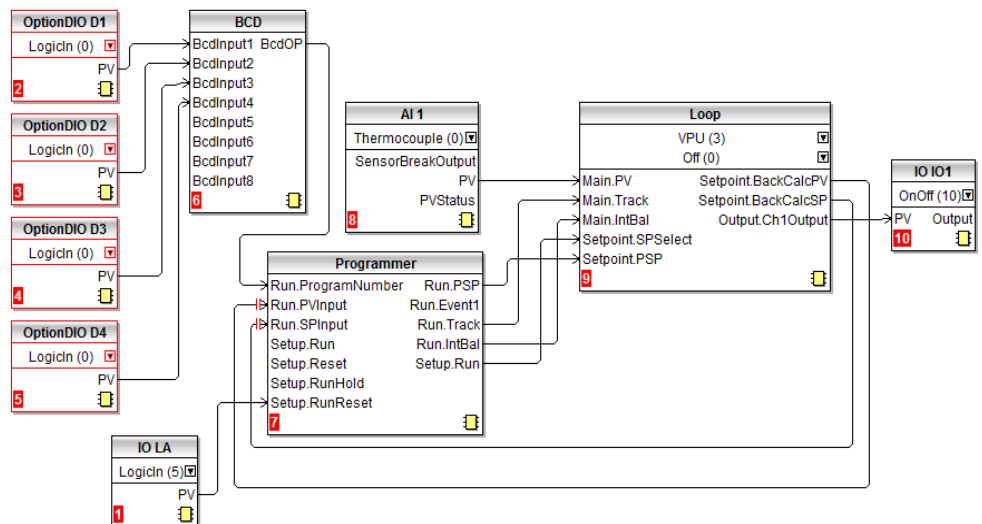 OptionDIO D1
LogicIn (0)
PV
2
OptionDIO D2
LogicIn (0)
PV
3
OptionDIO D3
LogicIn (0)
PV
4
OptionDIO D4
LogicIn (0)
PV
5
IO LA
LogicIn (5)
PV
1
BCD
BcdInput1 BcdOP
BcdInput2
BcdInput3
BcdInput4
BcdInput5
BcdInput6
BcdInput7
BcdInput8
6
AI 1
Thermocouple (0)
SensorBreakOutput
PV
PVStatus
8
Programmer
Run.ProgramNumber Run.PSP
Run.PVInput Run.Event1
Run.SPInput Run.Track
Setup.Run Run.IntBal
Setup.Reset Setup.Run
Setup.RunHold
Setup.RunReset
7
Loop
VPU (3)
Off (0)
Main.PV Setpoint.BackCalcPV
Main.Track Setpoint.BackCalcSP
Main.IntBal Output.Ch1Output
Setpoint.SPSelect
Setpoint.PSP
9
IO IO1
OnOff (10)
PV Output
10